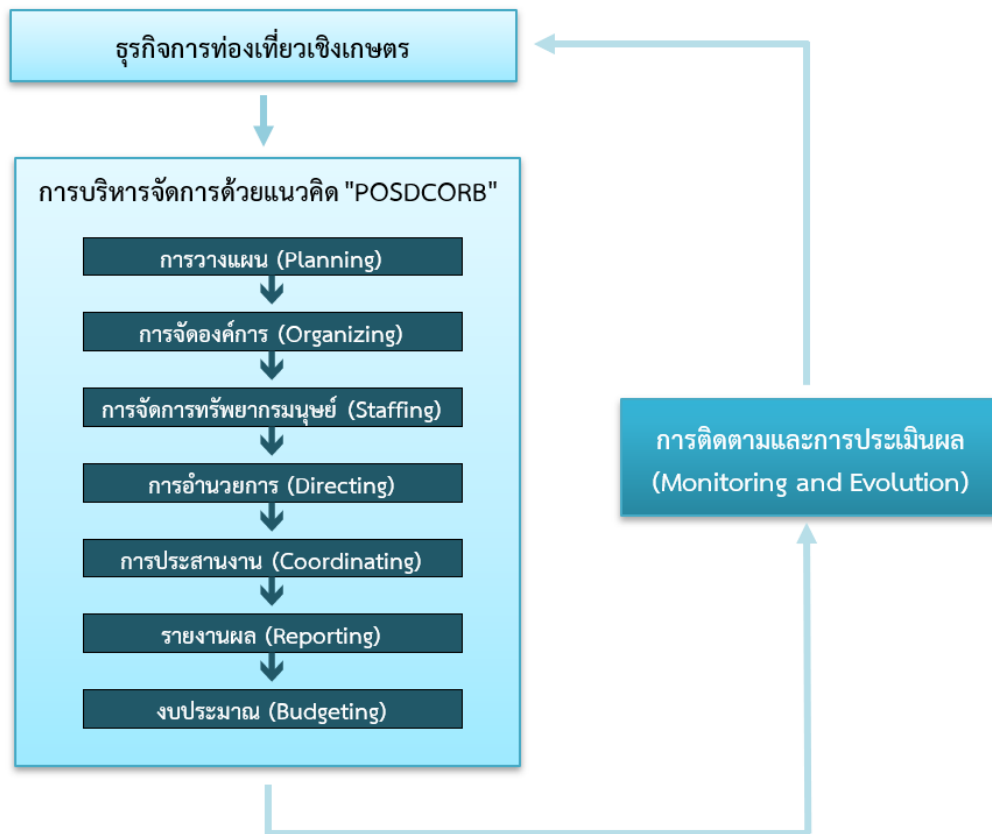 ธุรกิจการท่องเที่ยวเชิงเกษตร
การบริหารจัดการด้วยแนวคิด "POSDCORB"
การวางแผน (Planning)
การจัดองค์การ (Organizing)
การจัดการทรัพยากรมนุษย์ (Staffing)
การอำนวยการ (Directing)
การประสานงาน (Coordinating)
รายงานผล (Reporting)
งบประมาณ (Budgeting)
การติดตามและการประเมินผล
(Monitoring and Evolution)